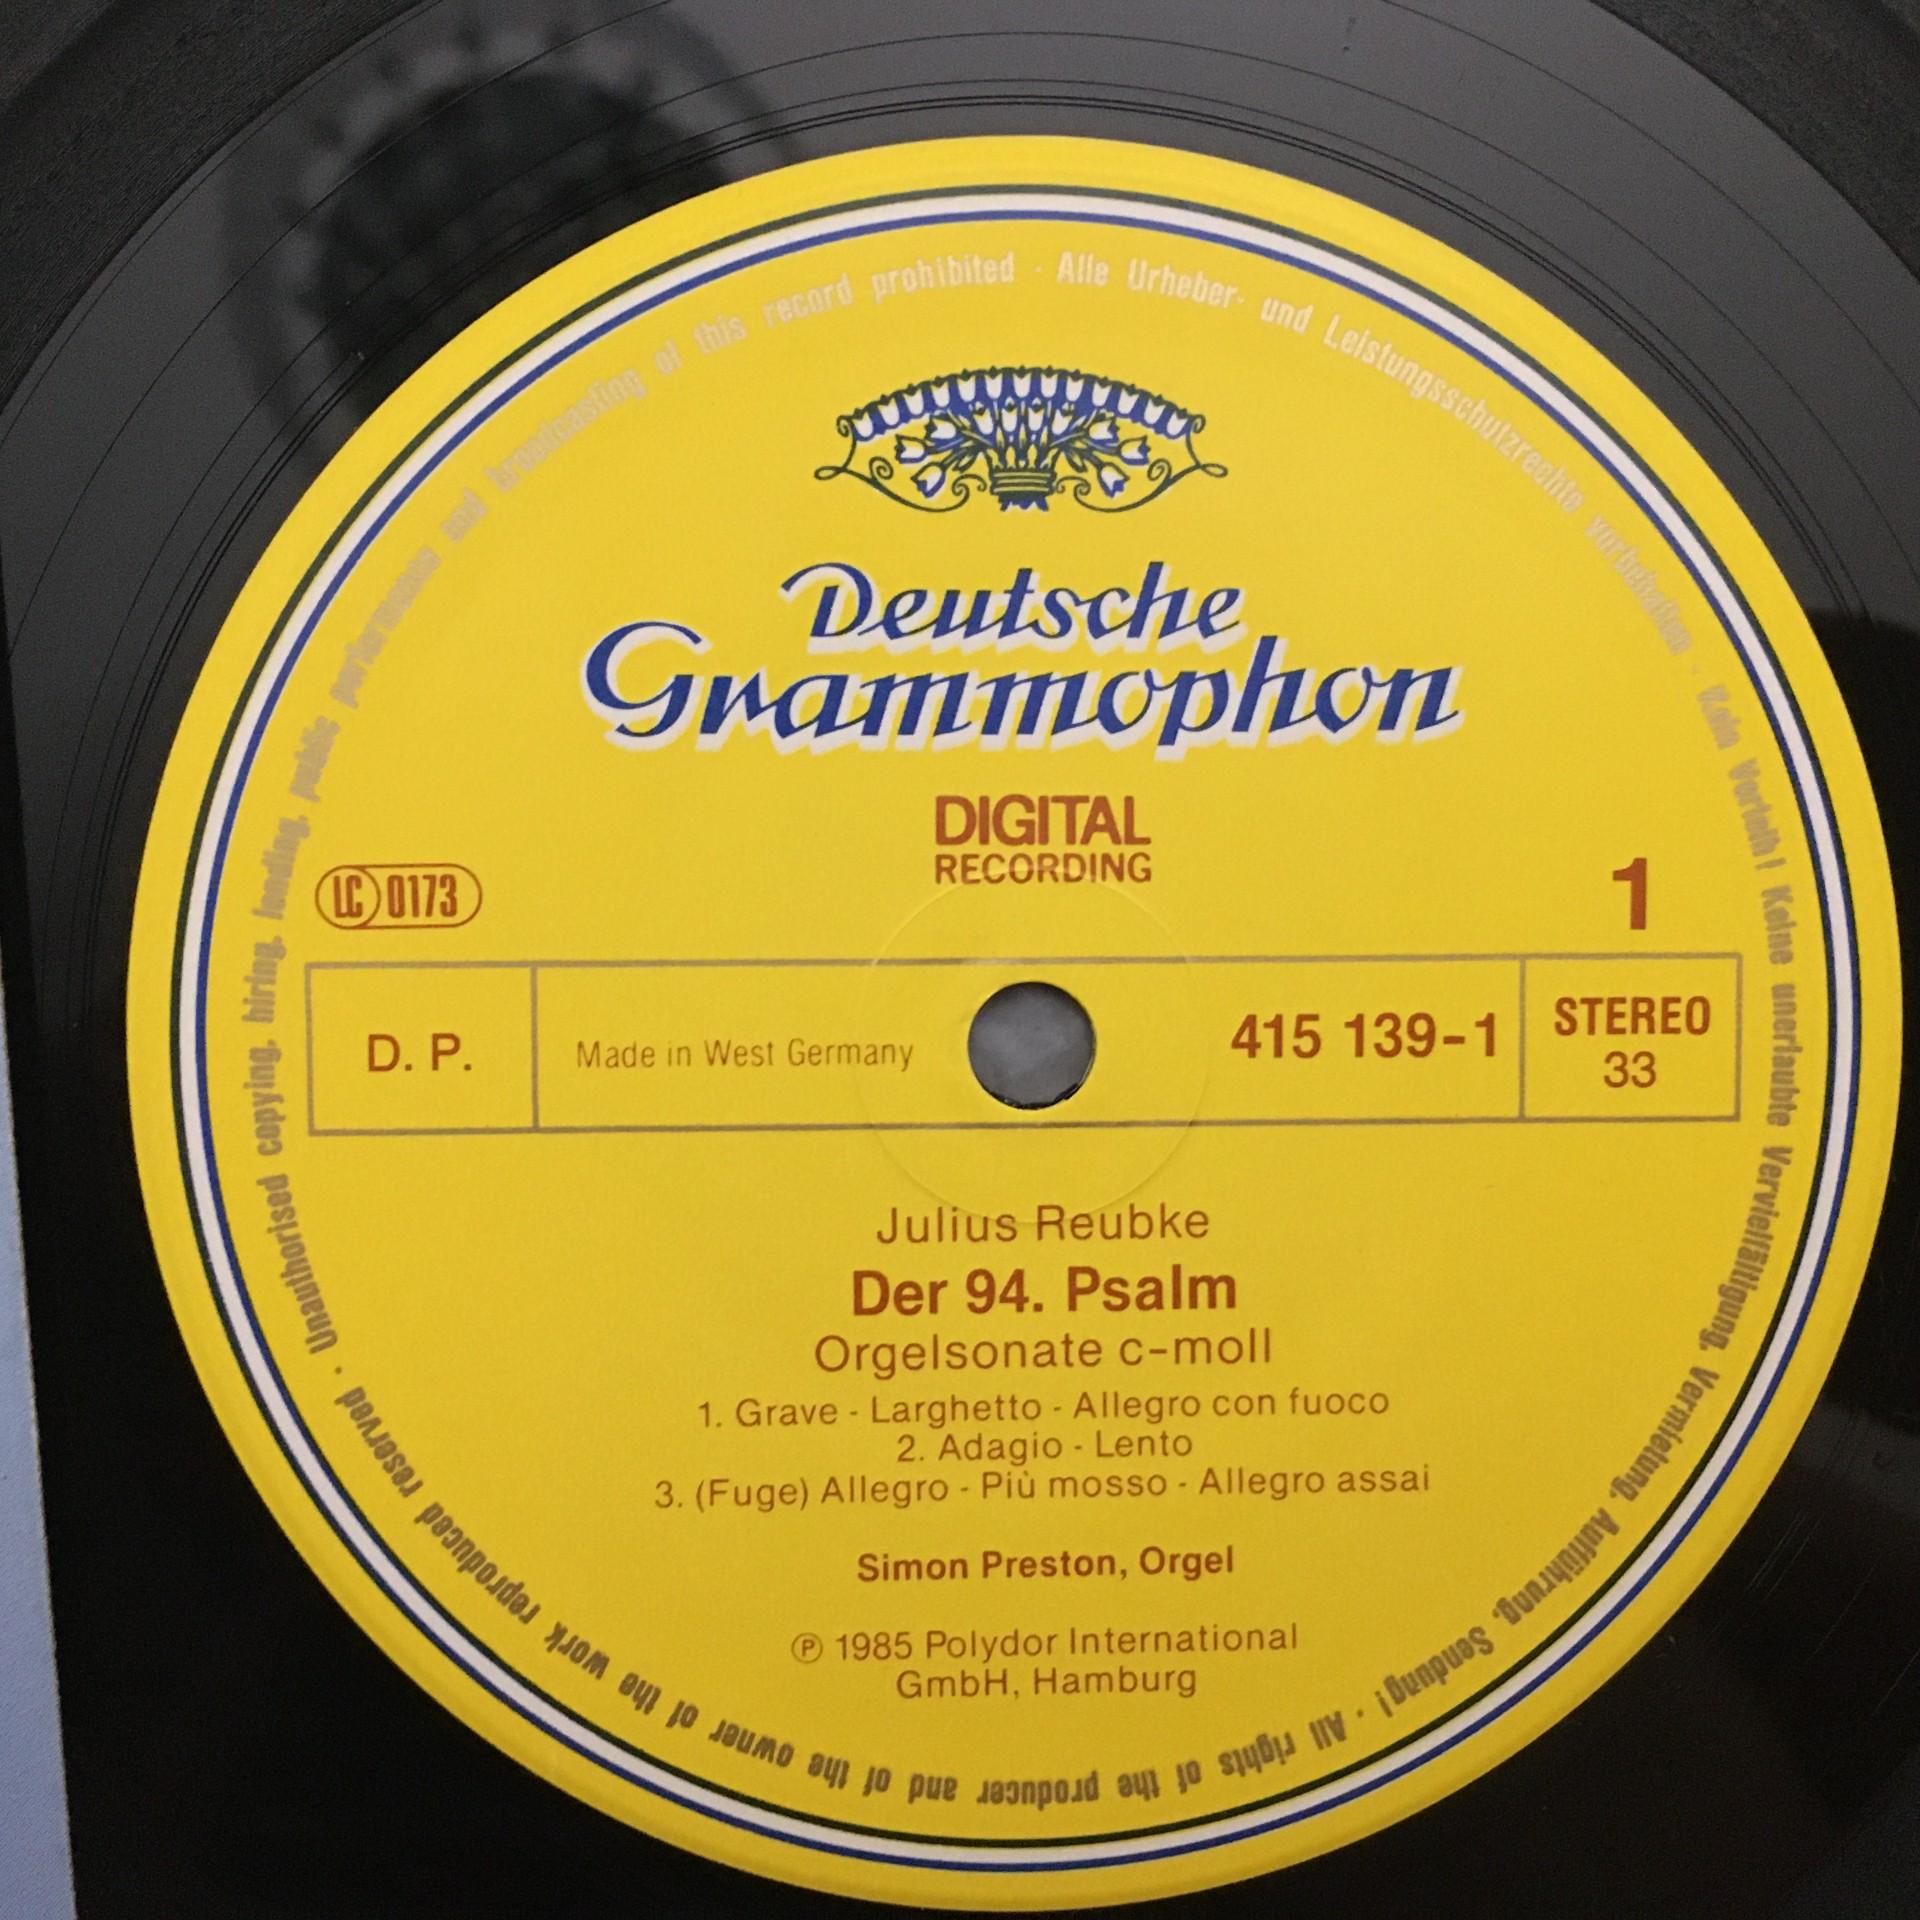 Deutsche
Grammophon
DIGITAL
RECORDING
LC 0173
1
D. P.
Made in West Germany
415 139-1
STEREO
33
Julius Reubke
Der 94. Psalm
Orgelsonate c-moll
1. Grave - Larghetto - Allegro con fuoco
2. Adagio - Lento
3. (Fuge) Allegro - Più mosso - Allegro assai
Simon Preston, Orgel
℗ 1985 Polydor International
GmbH, Hamburg
Alle Urheber- und Leistungsschutzrechte vorbehalten · Kein Verleih! Keine unerlaubte Vervielfältigung, Vermietung, Aufführung, Sendung! · All rights of the producer and of the owner of the work reproduced reserved · Unauthorised copying, hiring, lending, public performance and broadcasting of this record prohibited ·